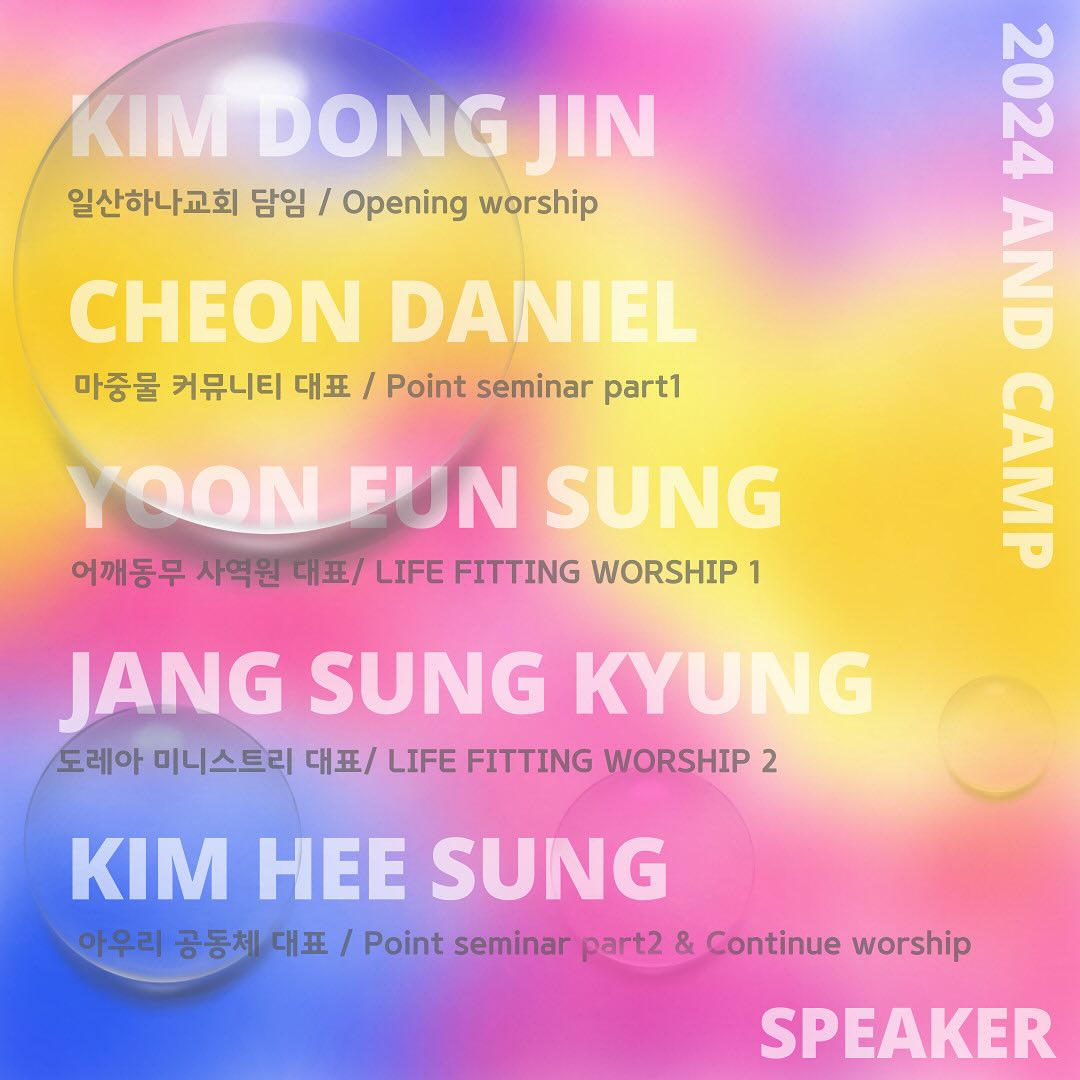 KIM DONG JIN
일산하나교회 담임 / Opening worship
CHEON DANIEL
마중물 커뮤니티 대표 / Point seminar part1
YOON EUN SUNG
어깨동무 사역원 대표/ LIFE FITTING WORSHIP 1
JANG SUNG KYUNG
도레아 미니스트리 대표/ LIFE FITTING WORSHIP 2
KIM HEE SUNG
아우리 공동체 대표 / Point seminar part2 & Continue worship
2024 AND CAMP
SPEAKER